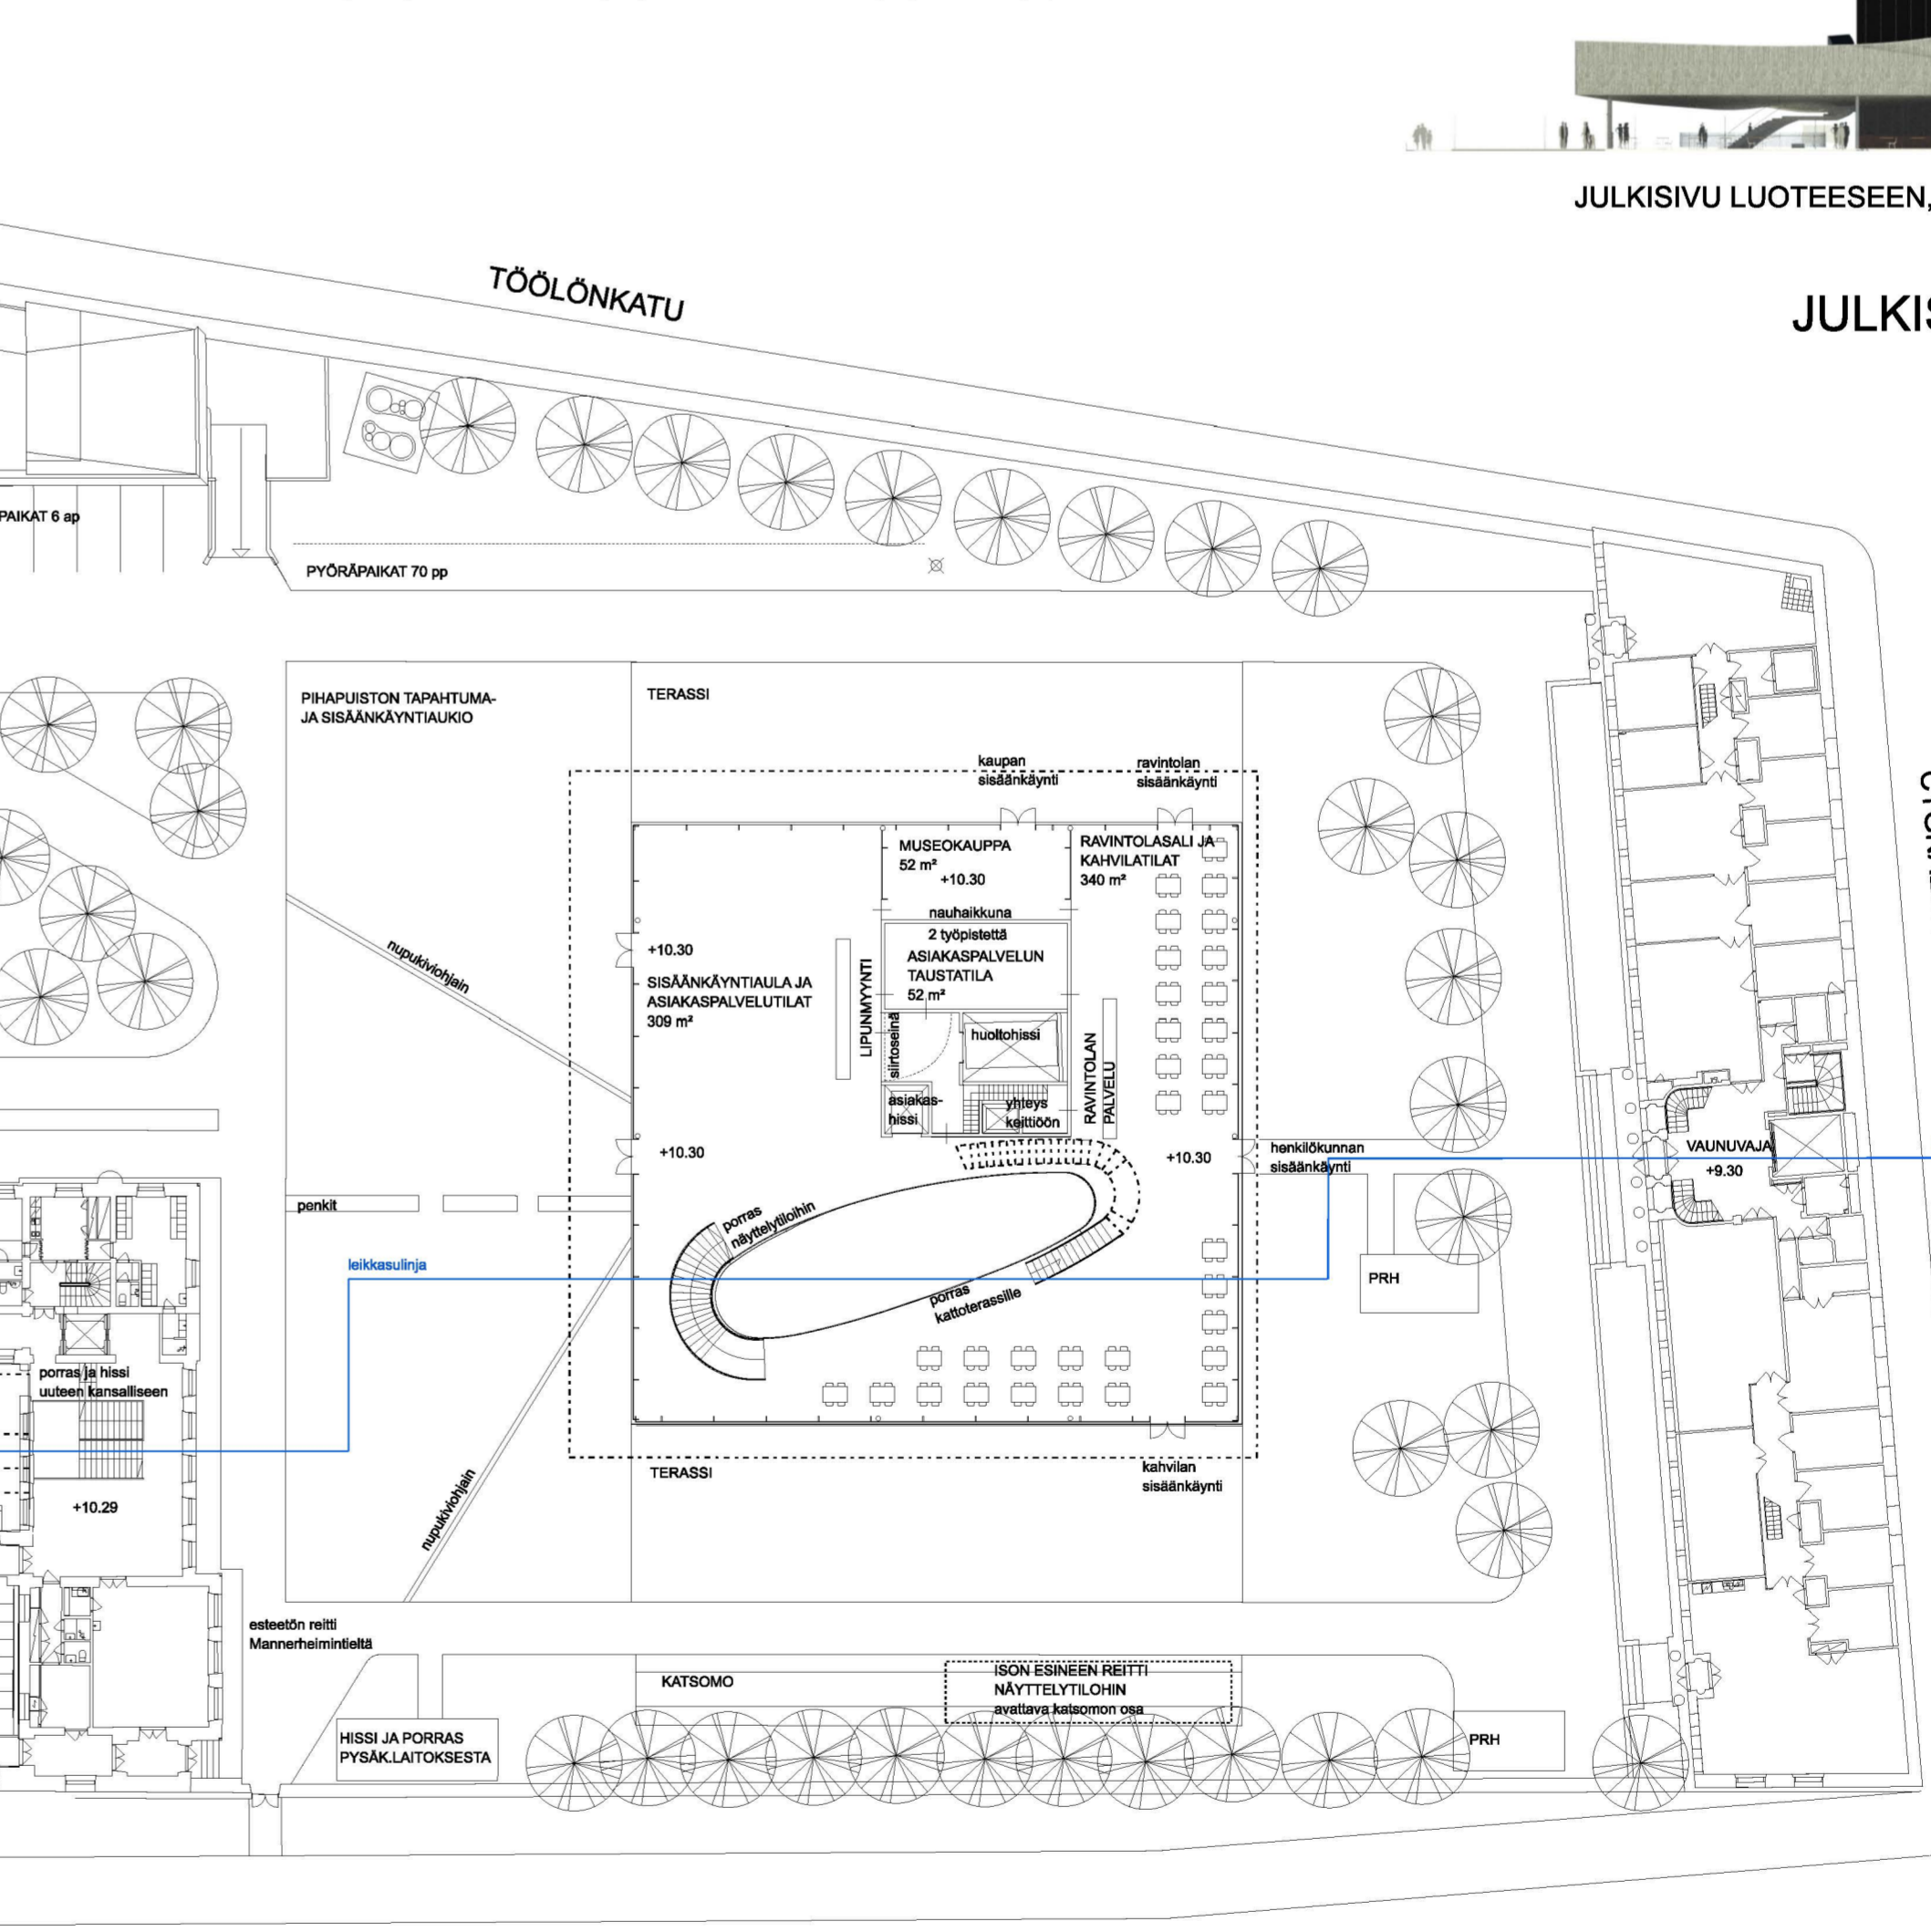 JULKISIVU LUOTEESEEN,
TÖÖLÖNKATU
PAIKAT 6 ap
PYÖRÄPAIKAT 70 pp
PIHAPUISTON TAPAHTUMA-
JA SISÄÄNKÄYNTIAUKIO
TERASSI
kaupan
sisäänkäynti
ravintolan
sisäänkäynti
MUSEOKAUPPA
52 m²
+10.30
RAVINTOLASALI JA
KAHVILATILAT
340 m²
nauhaikkuna
2 työpistettä
ASIAKASPALVELUN
TAUSTATILA
52 m²
nupukiviohjain
+10.30
SISÄÄNKÄYNTIAULA JA
ASIAKASPALVELUTILAT
309 m²
LIPUNMYYNTI
siirtoseinä
huoltohissi
RAVINTOLAN
PALVELU
asiakas-
hissi
yhteys
keittiöön
+10.30
+10.30
henkilökunnan
sisäänkäynti
VAUNUVAJA
+9.30
penkit
porras
näyttelytiloihin
leikkasulinja
PRH
porras
kattoterassille
porras ja hissi
uuteen kansalliseen
+10.29
TERASSI
kahvilan
sisäänkäynti
nupukiviohjain
esteetön reitti
Mannerheimintieltä
KATSOMO
ISON ESINEEN REITTI
NÄYTTELYTILOHIN
avattava katsomon osa
HISSI JA PORRAS
PYSÄK.LAITOKSESTA
PRH